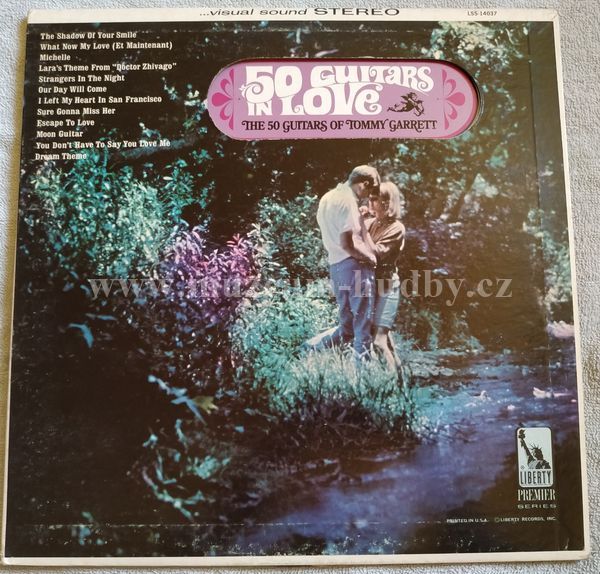 ...visual sound STEREO
LSS 14037
The Shadow Of Your Smile
What Now My Love (Et Maintenant)
Michelle
Lara's Theme From "Doctor Zhivago"
Strangers In The Night
Our Day Will Come
I Left My Heart In San Francisco
Sure Gonna Miss Her
Escape To Love
Moon Guitar
You Don't Have To Say You Love Me
Dream Theme
50 GUITARS
IN LOVE
THE 50 GUITARS OF TOMMY GARRETT
www.muzeum-hudby.cz
LIBERTY
PREMIER
SERIES
PRINTED IN U.S.A. ©LIBERTY RECORDS, INC.